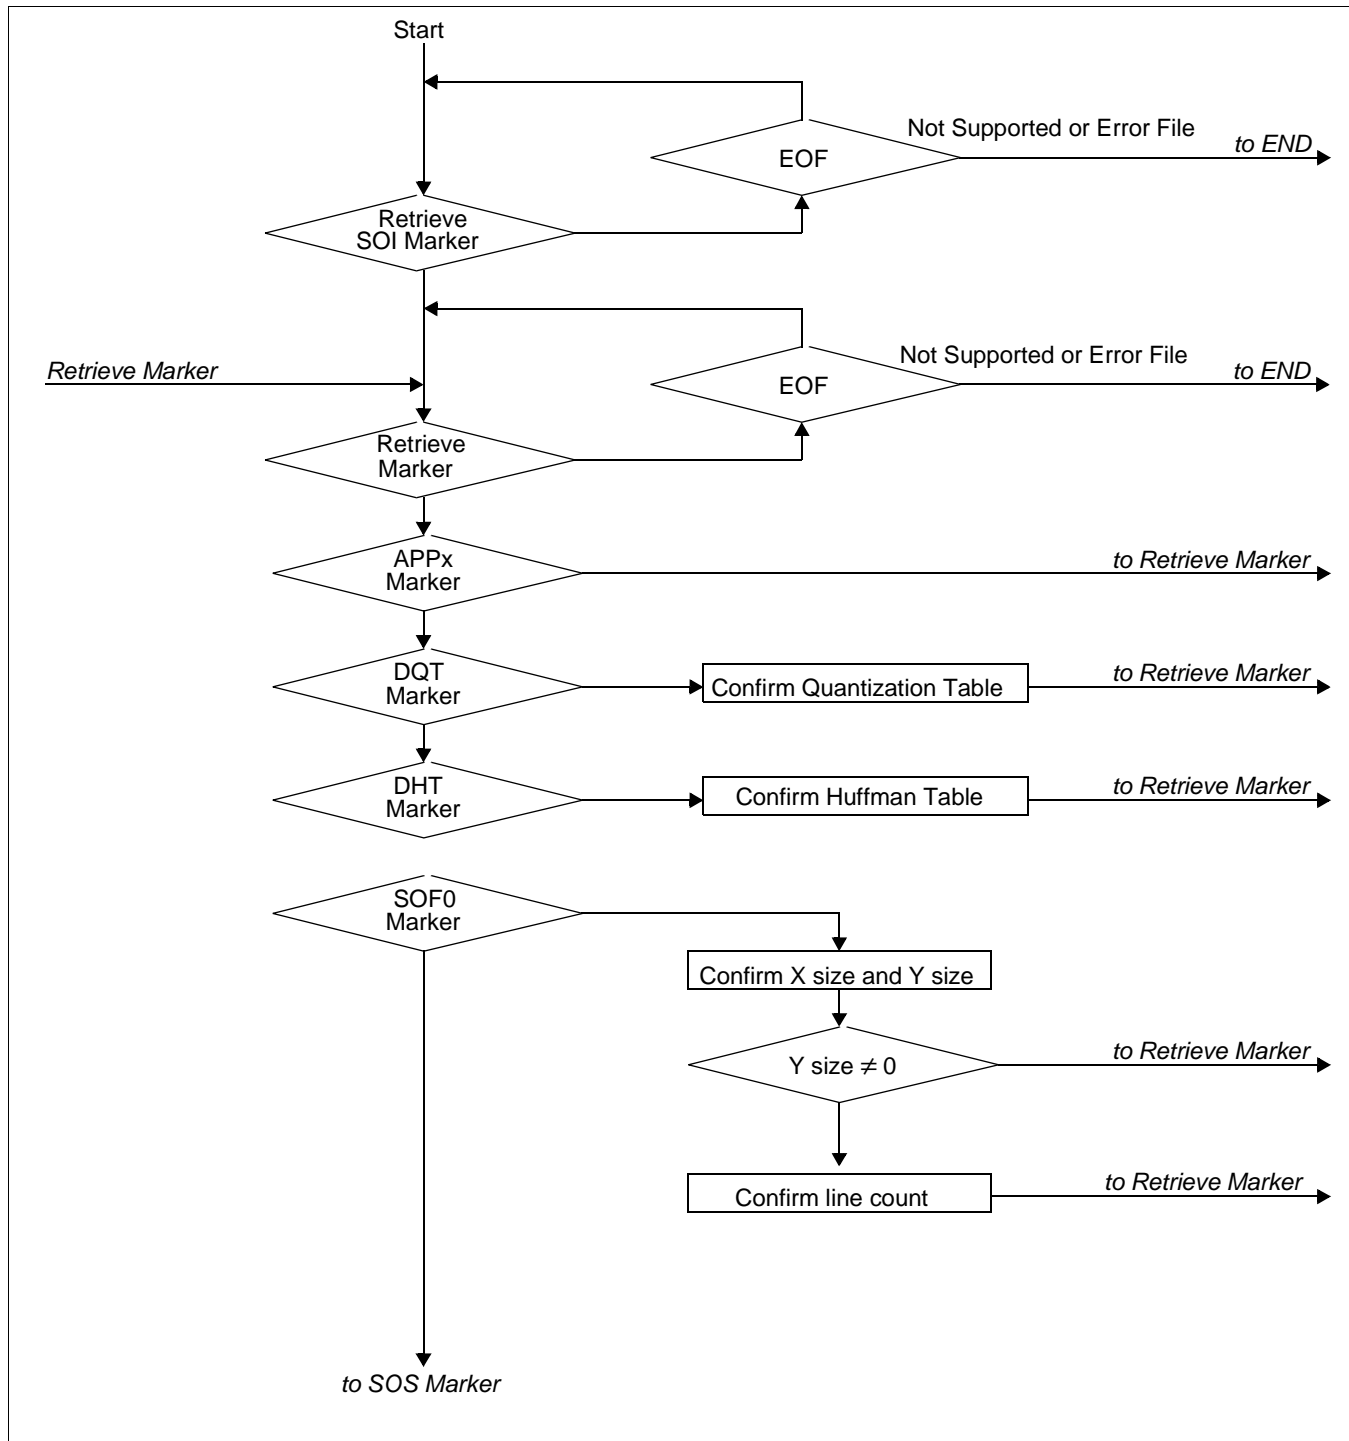 Start
Not Supported or Error File
to END
EOF
Retrieve
SOI Marker
Not Supported or Error File
to END
Retrieve Marker
EOF
Retrieve
Marker
APPx
Marker
to Retrieve Marker
DQT
Marker
Confirm Quantization Table
to Retrieve Marker
DHT
Marker
Confirm Huffman Table
to Retrieve Marker
SOF0
Marker
Confirm X size and Y size
Y size ≠ 0
to Retrieve Marker
Confirm line count
to Retrieve Marker
to SOS Marker